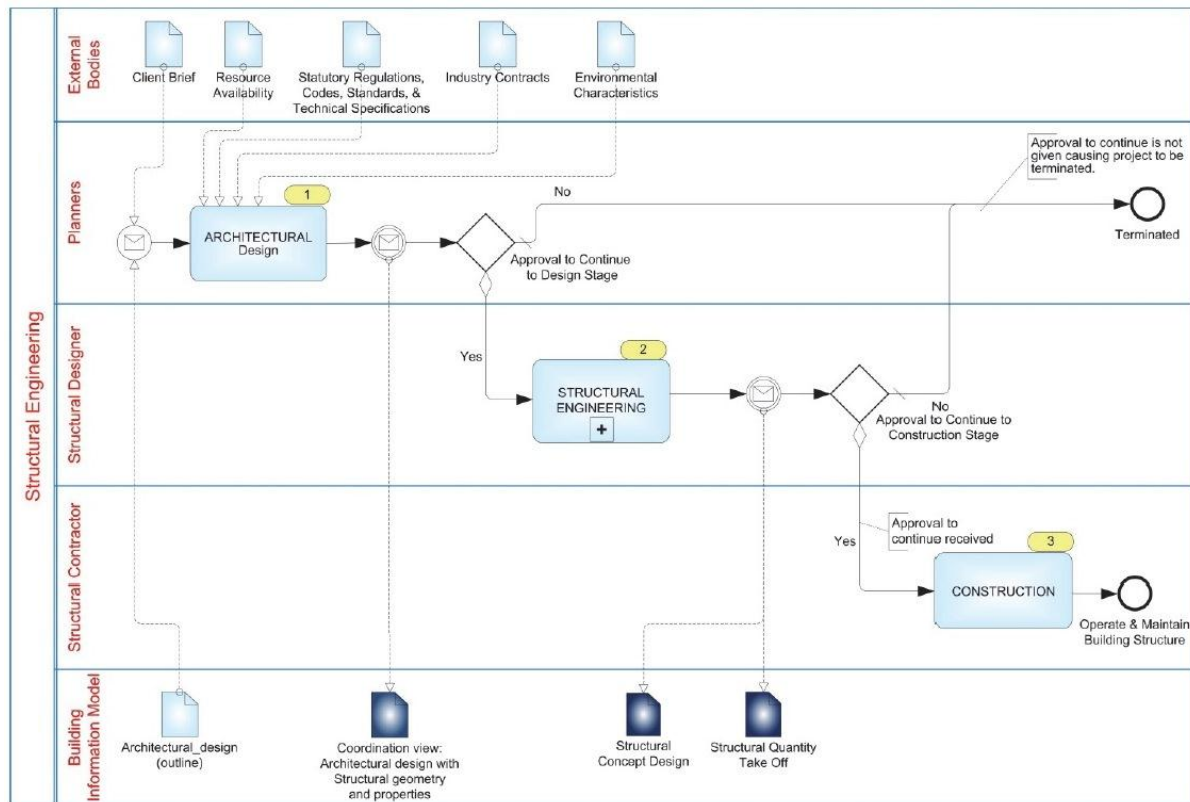 Structural Engineering
External
Bodies
Client Brief
Resource
Availability
Statutory Regulations,
Codes, Standards, &
Technical Specifications
Industry Contracts
Environmental
Characteristics
Planners
1
ARCHITECTURAL
Design
Approval to Continue
to Design Stage
No
Yes
Approval to continue is not
given causing project to be
terminated.
Terminated
Structural Designer
2
STRUCTURAL
ENGINEERING
No
Approval to Continue to
Construction Stage
Structural Contractor
Yes
Approval to
continue received
3
CONSTRUCTION
Operate & Maintain
Building Structure
Building
Information Model
Architectural_design
(outline)
Coordination view:
Architectural design with
Structural geometry
and properties
Structural
Concept Design
Structural Quantity
Take Off